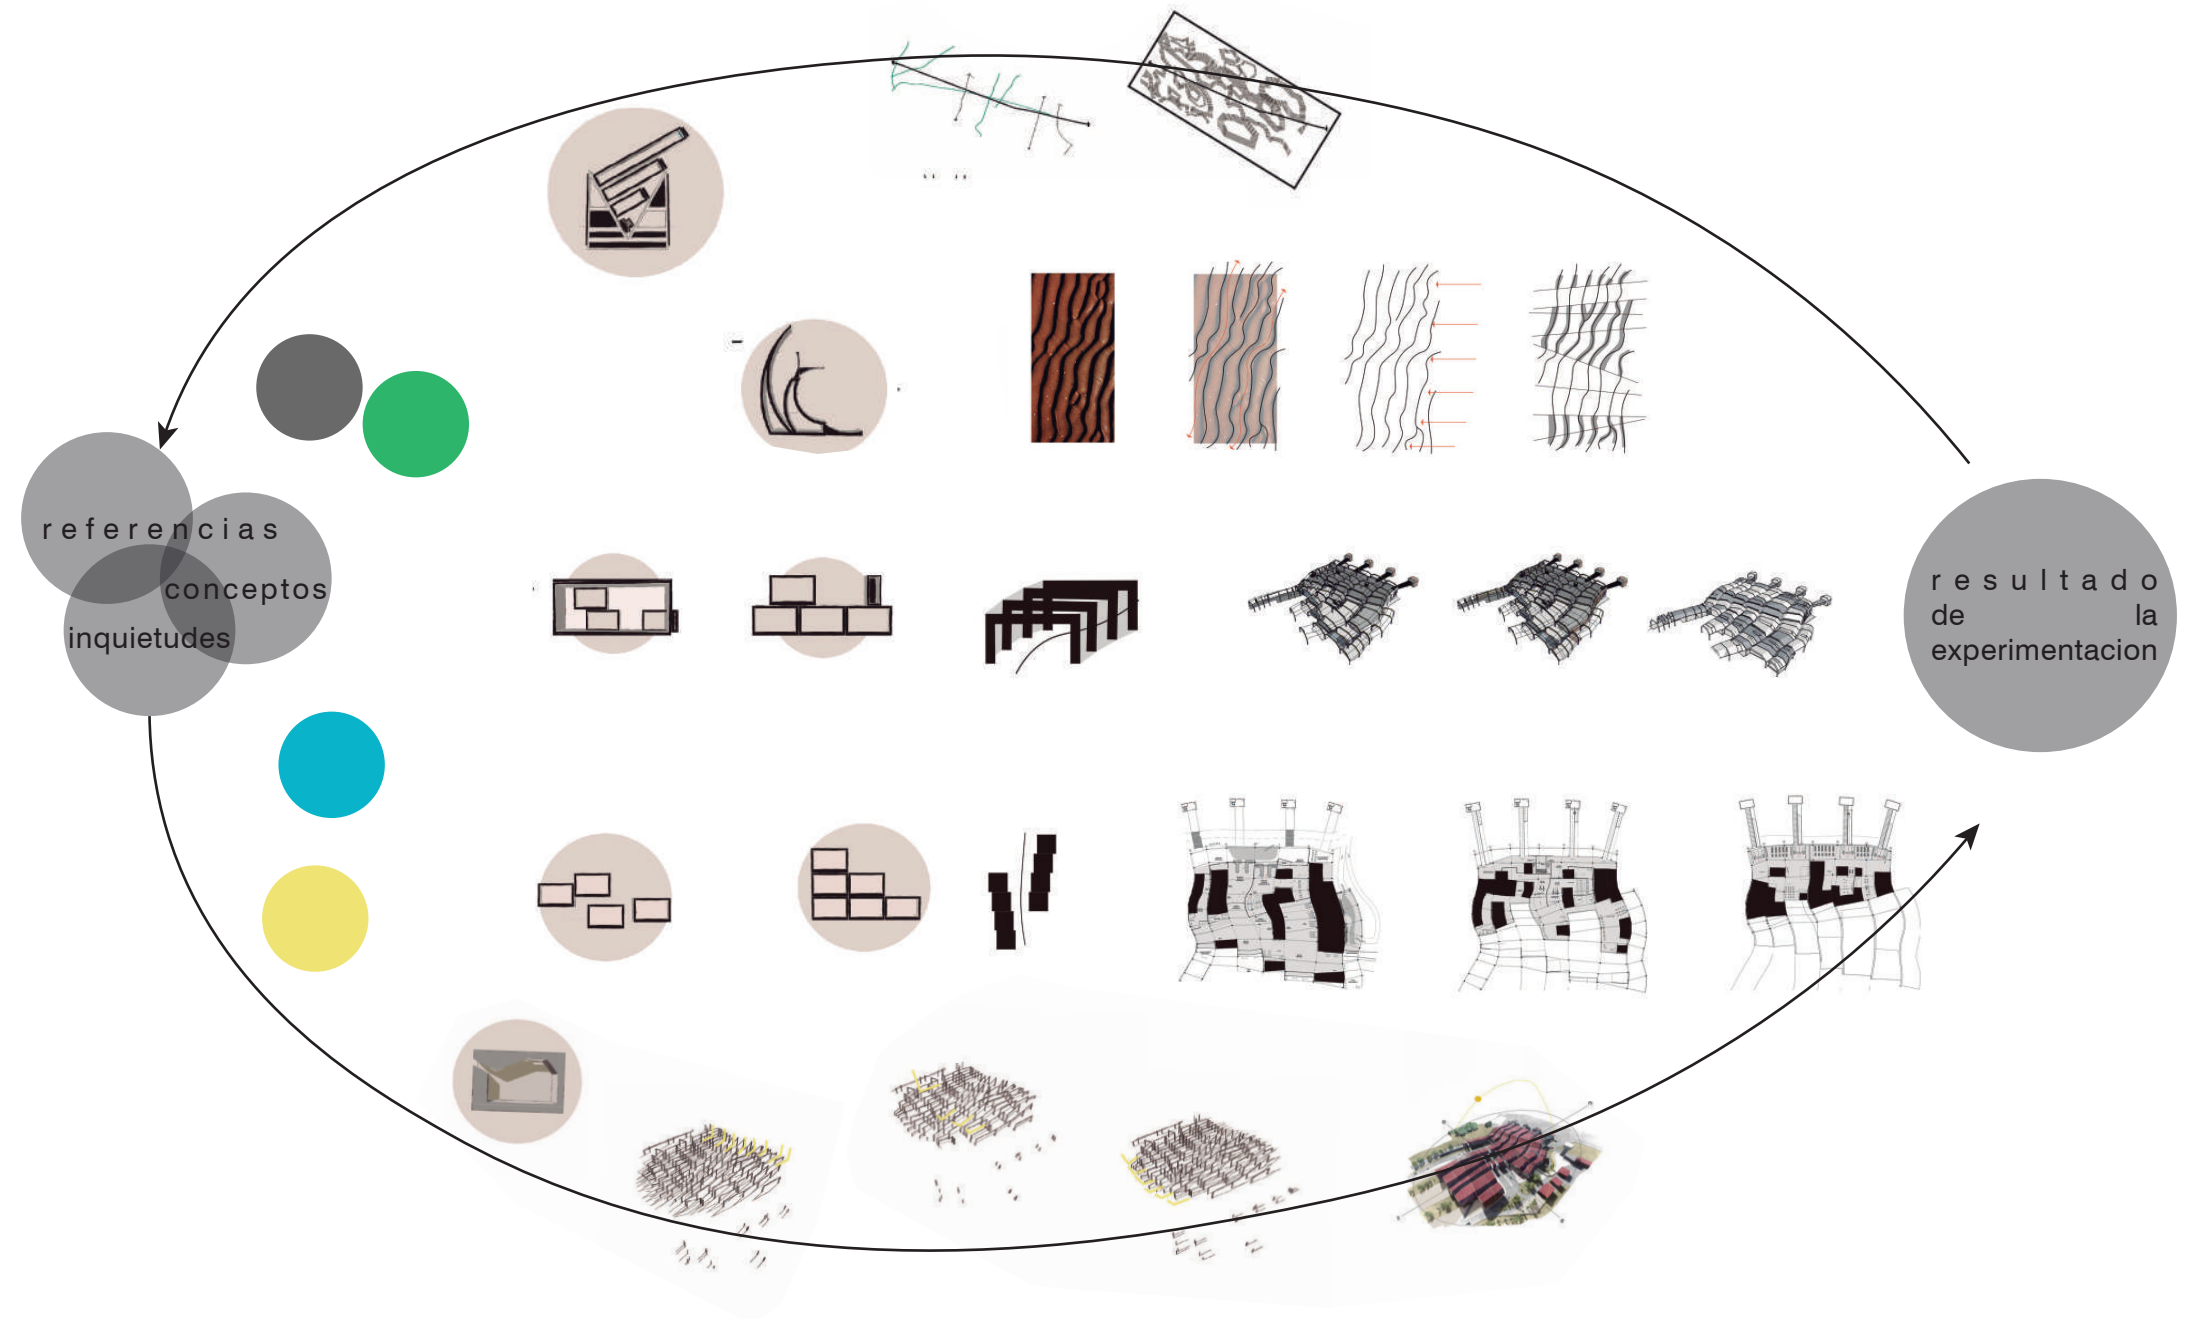 referencias
conceptos
inquietudes
resultado
de la
experimentacion